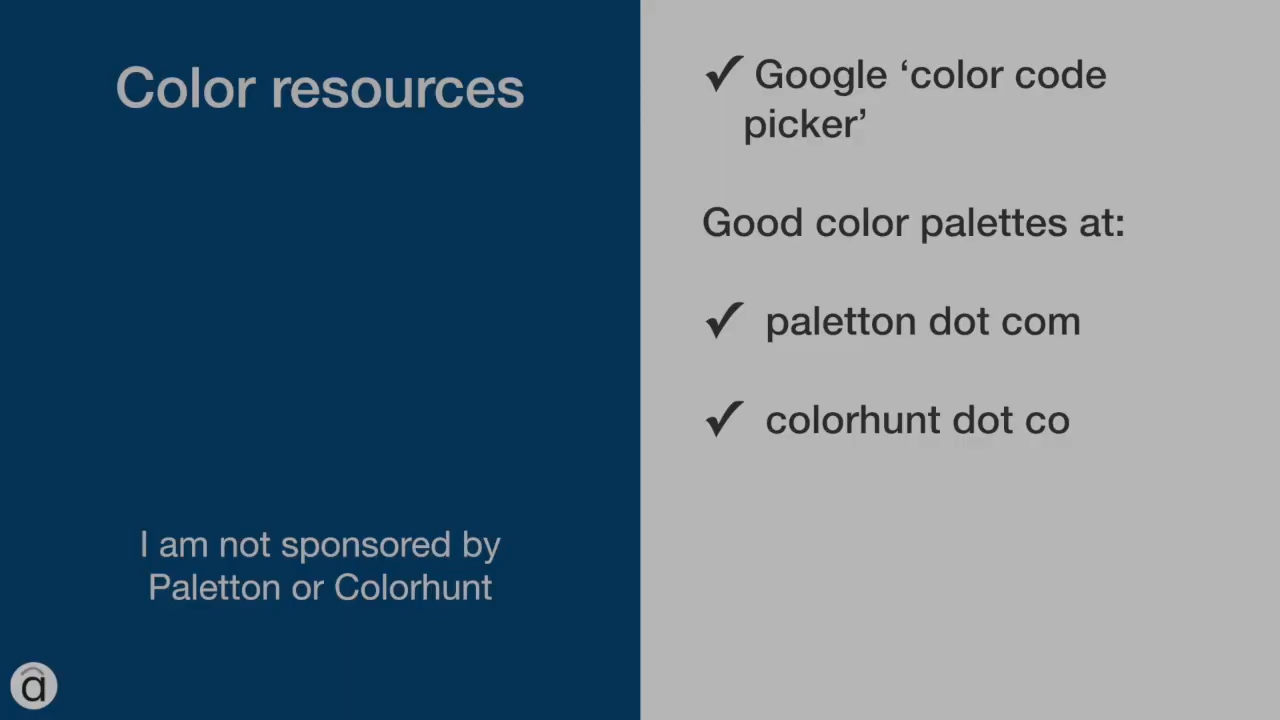 Color resources
I am not sponsored by
Paletton or Colorhunt
a
✓ Google ‘color code
picker’
Good color palettes at:
✓ paletton dot com
✓ colorhunt dot co